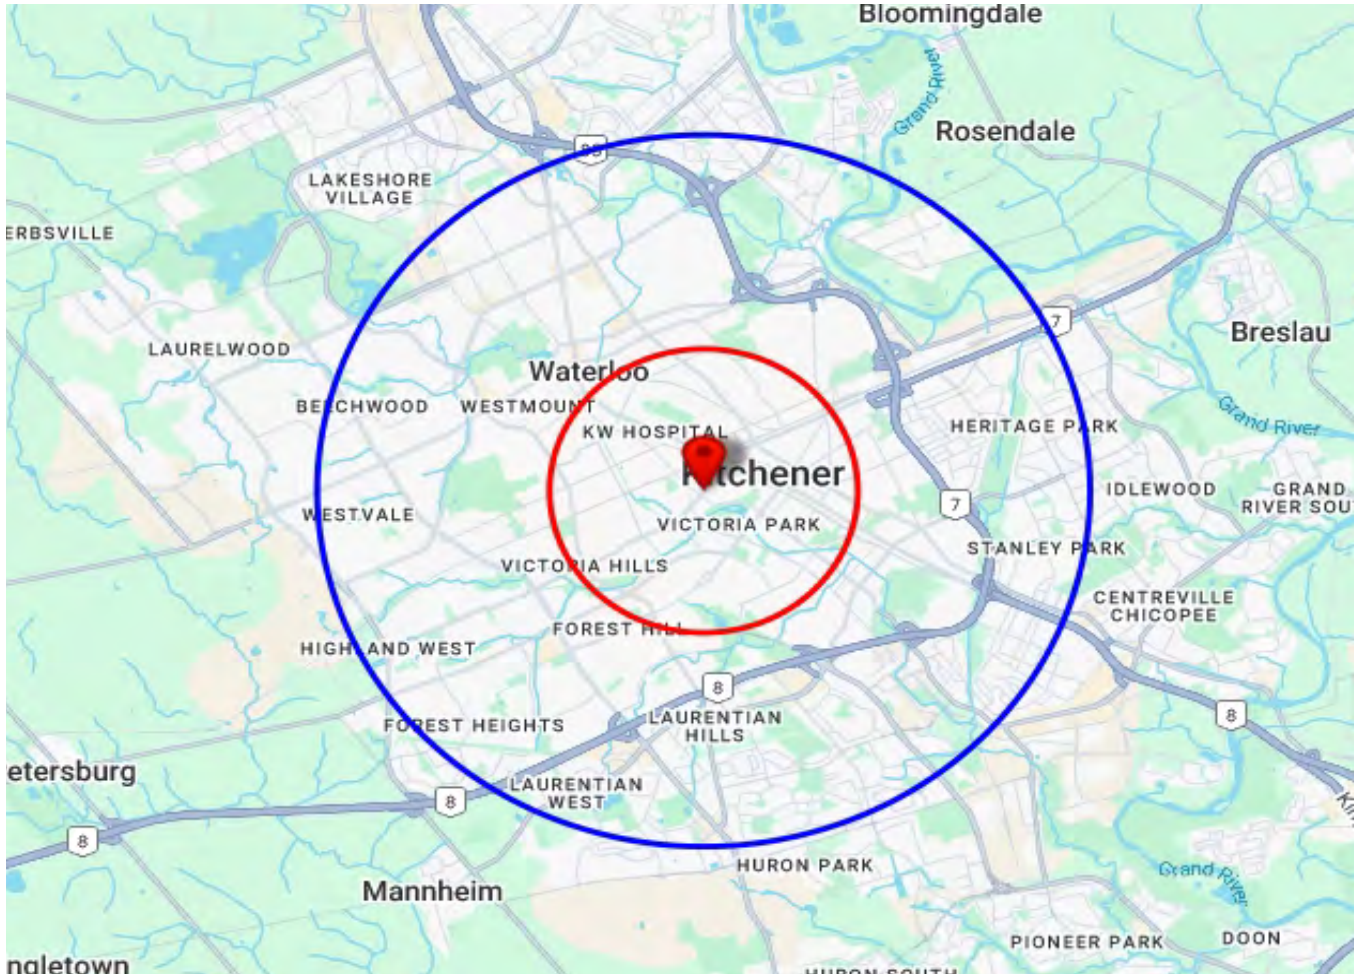 Bloomingdale
Grand River
Rosendale
85
LAKESHORE
VILLAGE
ERBSVILLE
7
Breslau
LAURELWOOD
Waterloo
BEECHWOOD
WESTMOUNT
Grand River
KW HOSPITAL
HERITAGE PARK
Kitchener
IDLEWOOD
GRAND
RIVER SOU
7
WESTVALE
VICTORIA PARK
STANLEY PARK
VICTORIA HILLS
CENTREVILLE
CHICOPEE
FOREST HILL
HIGHLAND WEST
8
8
LAURENTIAN
HILLS
FOREST HEIGHTS
etersburg
LAURENTIAN
WEST
8
8
HURON PARK
Grand River
Mannheim
PIONEER PARK
DOON
ngletown
HURON SOUTH